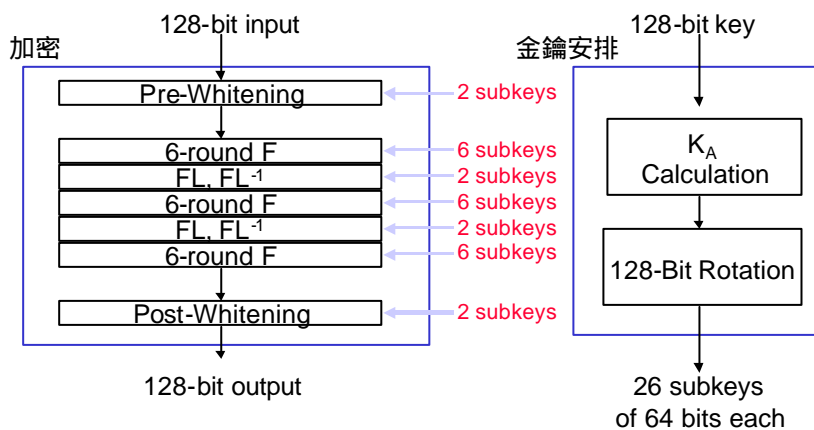 128-bit input
加密
Pre-Whitening
2 subkeys
6-round F
6 subkeys
FL, FL-1
2 subkeys
6-round F
6 subkeys
FL, FL-1
2 subkeys
6-round F
6 subkeys
Post-Whitening
2 subkeys
128-bit output
128-bit key
金鑰安排
KA
Calculation
128-Bit Rotation
26 subkeys
of 64 bits each